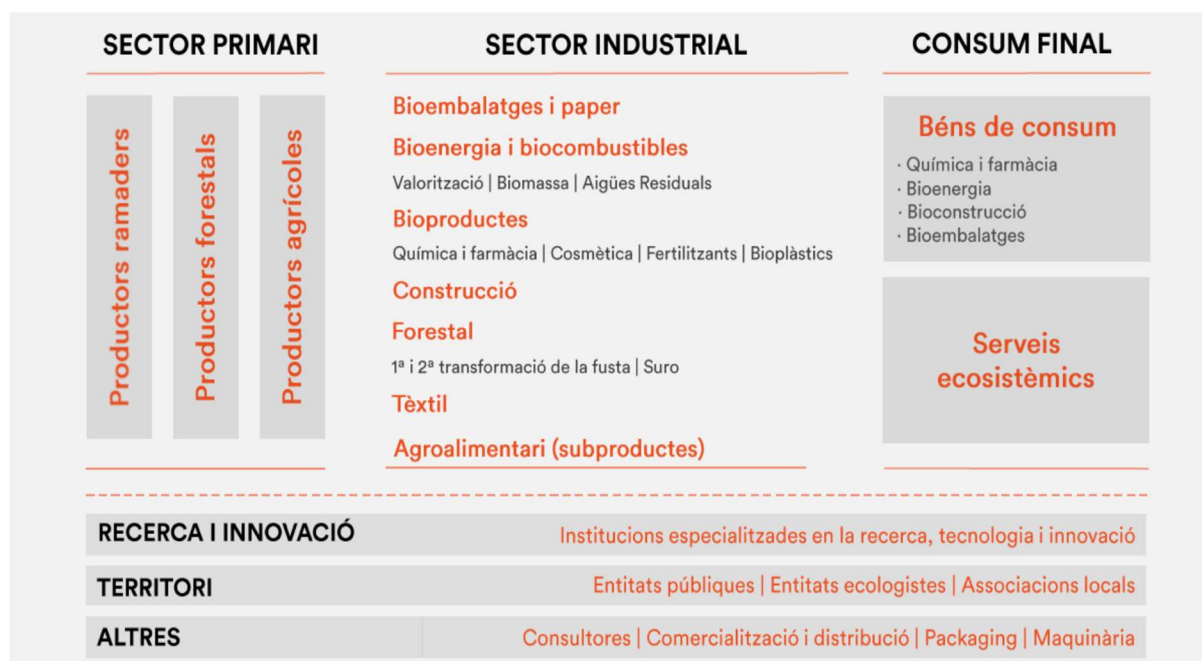 SECTOR PRIMARI
Productors ramaders
Productors forestals
Productors agrícoles
SECTOR INDUSTRIAL
Bioembalatges i paper
Bioenergia i biocombustibles
Valorització | Biomassa | Aigües Residuals
Bioproductes
Química i farmàcia | Cosmètica | Fertilitzants | Bioplàstics
Construcció
Forestal
1ª i 2ª transformació de la fusta | Suro
Tèxtil
Agroalimentari (subproductes)
CONSUM FINAL
Béns de consum
· Química i farmàcia
· Bioenergia
· Bioconstrucció
· Bioembalatges
Serveis
ecosistèmics
RECERCA I INNOVACIÓ Institucions especialitzades en la recerca, tecnologia i innovació
TERRITORI Entitats públiques | Entitats ecologistes | Associacions locals
ALTRES Consultores | Comercialització i distribució | Packaging | Maquinària